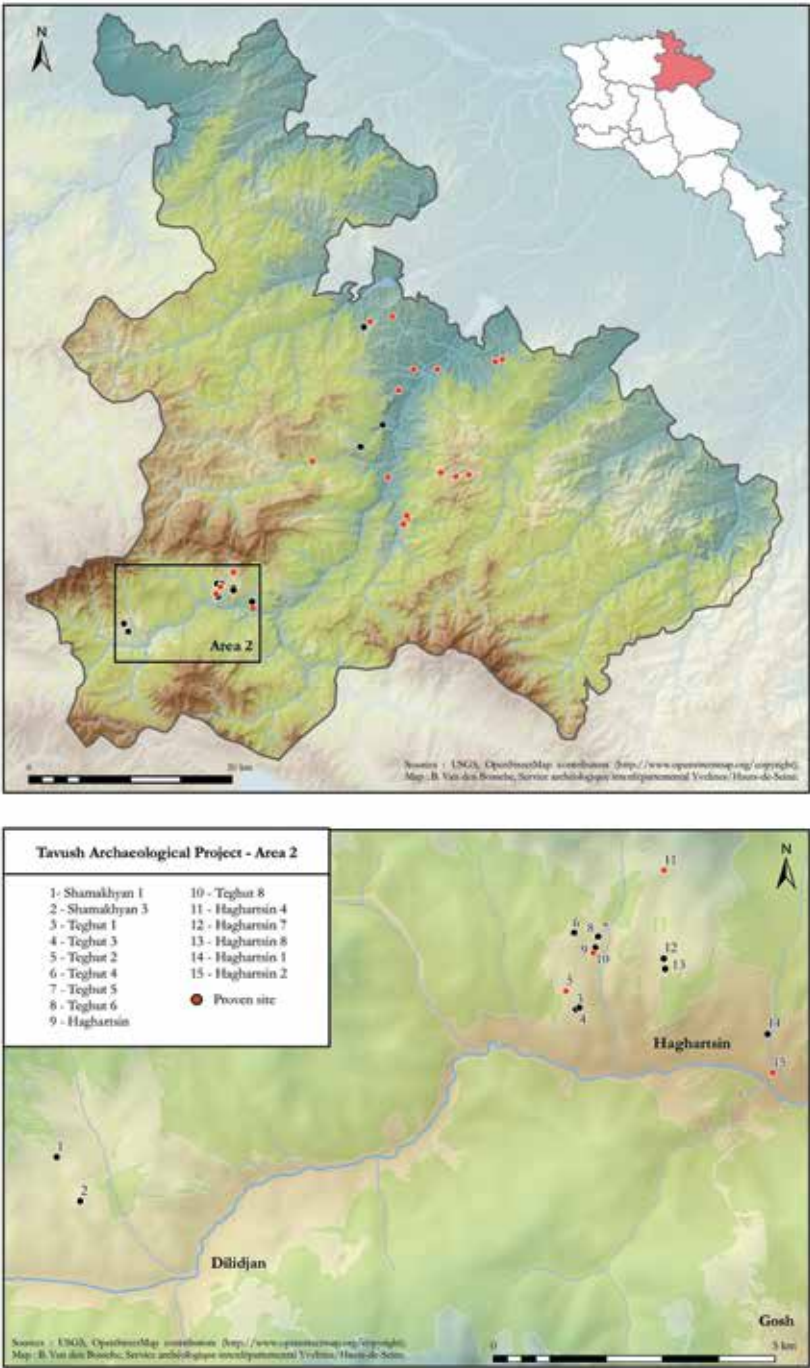 N
Area 2
0
Sources : USGS, OpenStreetMap contributors (http://www.openstreetmap.org/copyright).
Map : B. Van den Bossche, Service archéologique interdépartemental Yvelines/Hauts-de-Seine.
Tavush Archaeological Project - Area 2
1- Shamakhyan 1
2 - Shamakhyan 3
3 - Teghut 1
4 - Teghut 3
5 - Teghut 2
6 - Teghut 4
7 - Teghut 5
8 - Teghut 6
9 - Haghartsin
10 - Teghut 8
11 - Haghartsin 4
12 - Haghartsin 7
13 - Haghartsin 8
14 - Haghartsin 1
15 - Haghartsin 2
Proven site
N
11
6
8
7
9
10
12
13
5
3
4
14
Haghartsin
15
1
2
Dilidjan
Gosh
Sources : USGS, OpenStreetMap contributors (http://www.openstreetmap.org/copyright).
Map : B. Van den Bossche, Service archéologique interdépartemental Yvelines/Hauts-de-Seine.
0
5 km